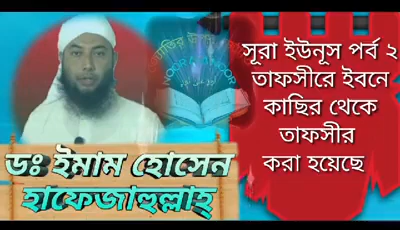 সূরা ইউনূস পর্ব ২
তাফসীরে ইবনে
কাছির থেকে
তাফসীর
করা হয়েছে
ডঃ ইমাম হোসেন
হাফেজাহুল্লাহ্